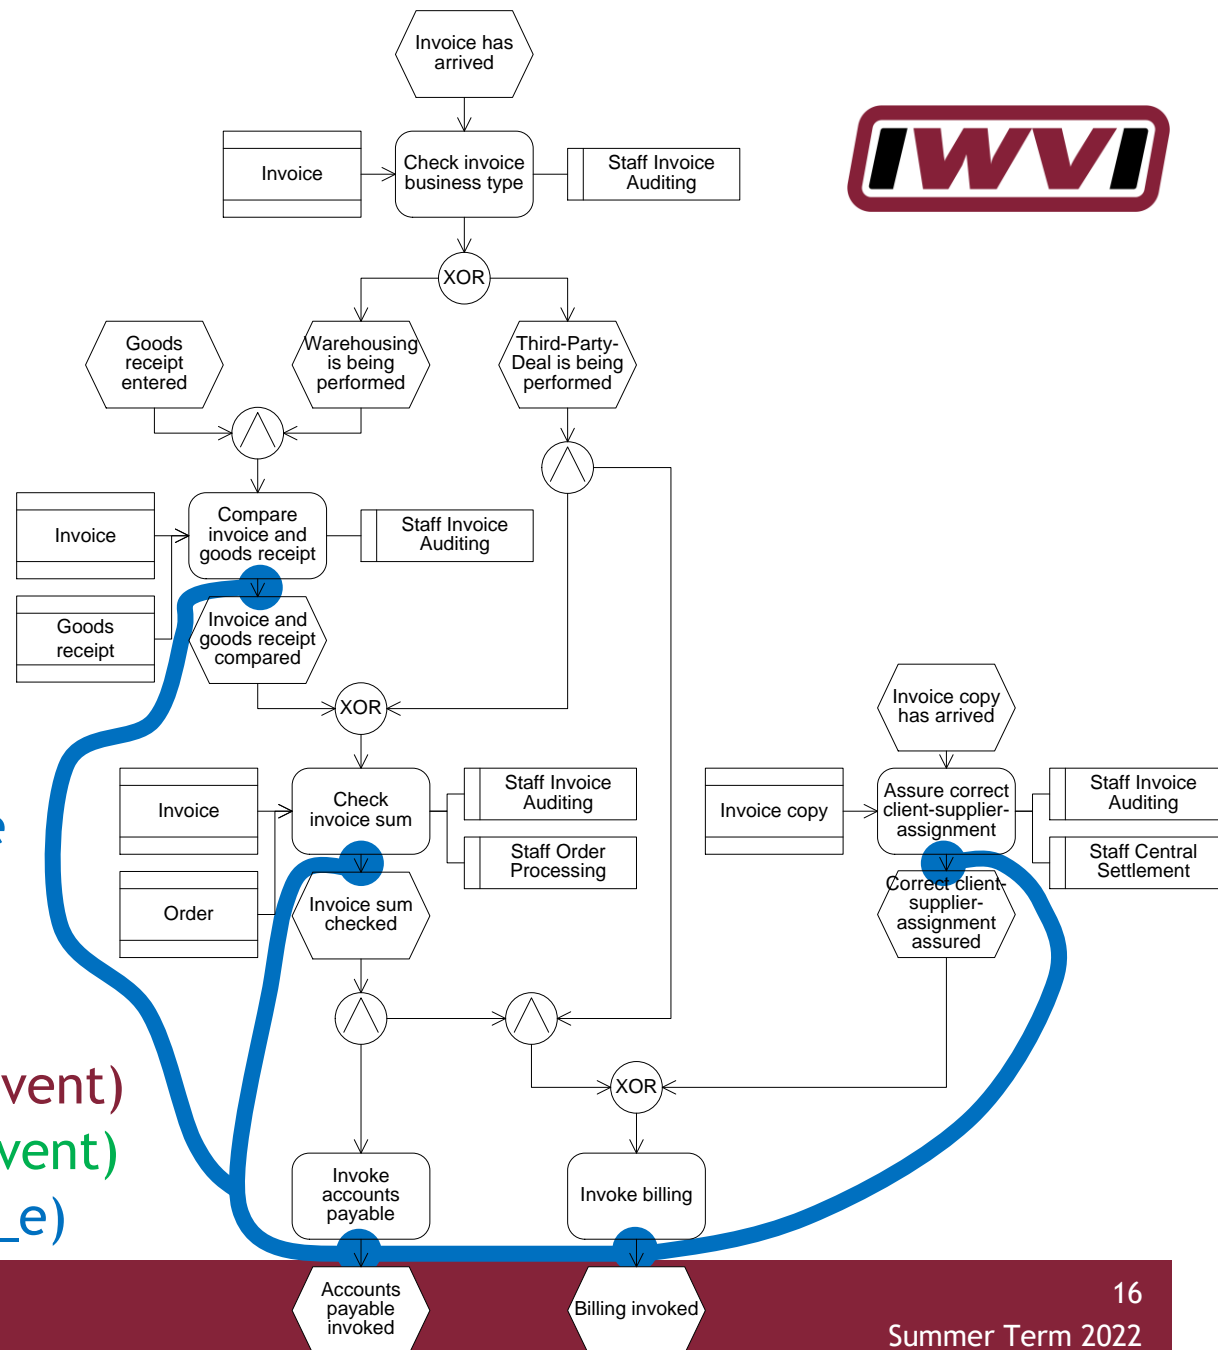 Invoice has
arrived
IWVI
Invoice
Check invoice
business type
Staff Invoice
Auditing
XOR
Goods
receipt
entered
Warehousing
is being
performed
Third-Party-
Deal is being
performed
Invoice
Compare
invoice and
goods receipt
Staff Invoice
Auditing
Goods
receipt
Invoice and
goods receipt
compared
XOR
Invoice copy
has arrived
Invoice
Check
invoice sum
Staff Invoice
Auditing
Staff Order
Processing
Invoice copy
Assure correct
client-supplier-
assignment
Staff Invoice
Auditing
Staff Central
Settlement
e
Order
Invoice sum
checked
Correct client-
supplier-
assignment
assured
XOR
vent)
vent)
_e)
Invoke
accounts
payable
Invoke billing
Accounts
payable
invoked
Billing invoked
16
Summer Term 2022